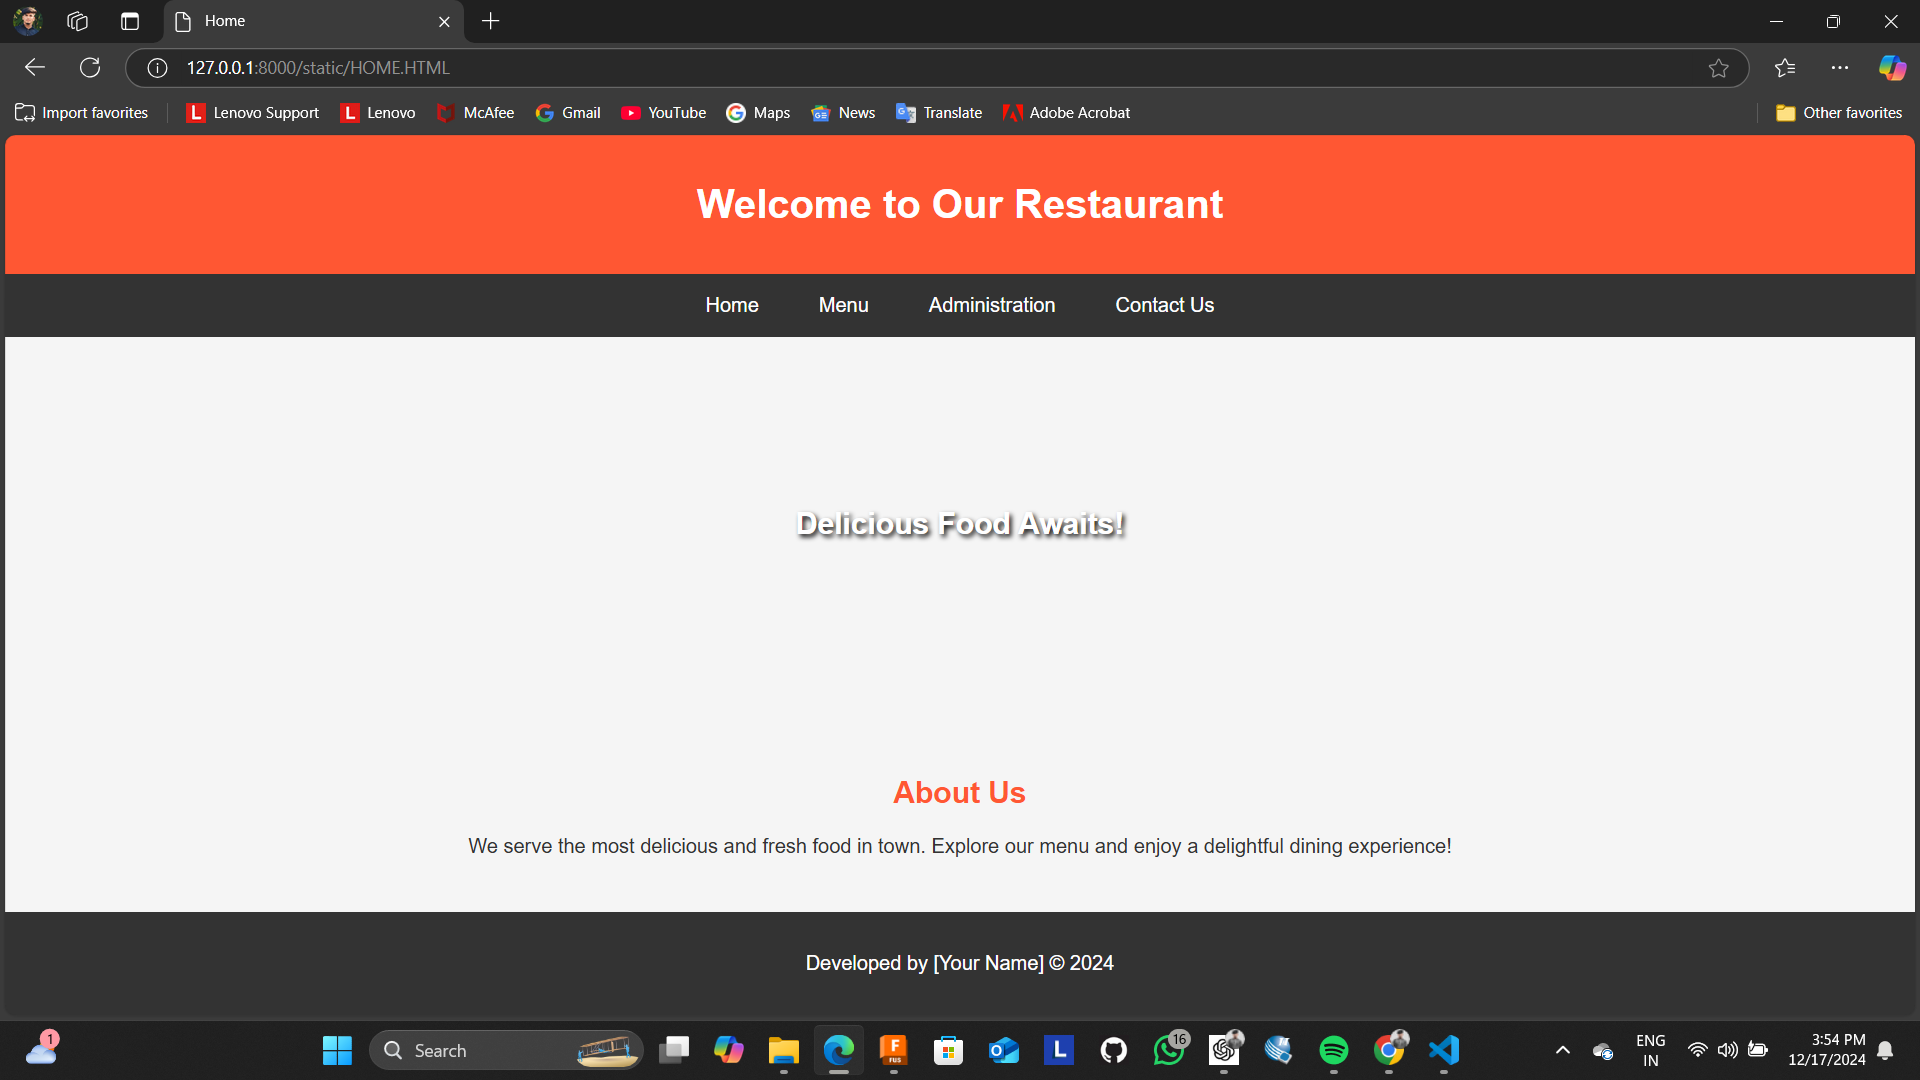 Home
127.0.0.1:8000/static/HOME.HTML
Import favorites
L Lenovo Support
L Lenovo
McAfee
Gmail
YouTube
Maps
News
Translate
Adobe Acrobat
Other favorites
Welcome to Our Restaurant
Home Menu Administration Contact Us
Delicious Food Awaits!
About Us
We serve the most delicious and fresh food in town. Explore our menu and enjoy a delightful dining experience!
Developed by [Your Name] © 2024
1
Search
F
FUS
L
16
ENG
IN
3:54 PM
12/17/2024